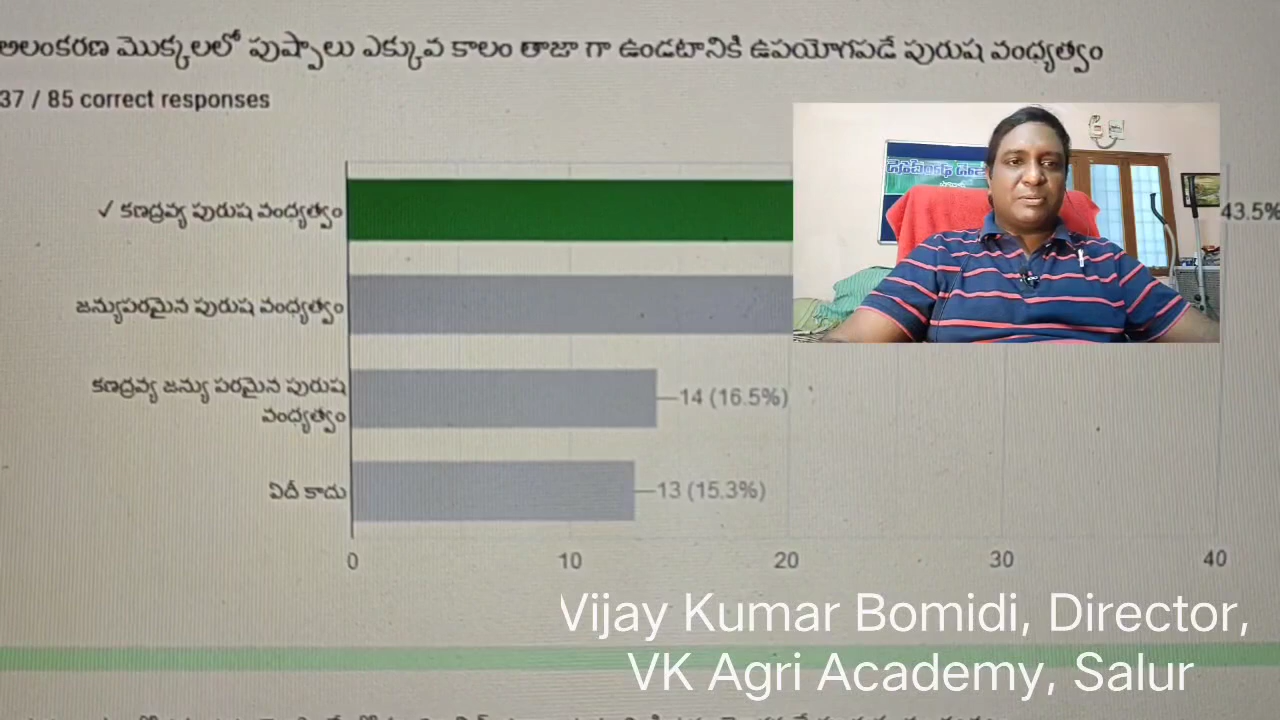 అలంకరణ మొక్కలలో పుష్పాలు ఎక్కువ కాలం తాజా గా ఉండటానికి ఉపయోగపడే పురుష వంధ్యత్వం
37 / 85 correct responses
✓ కణద్రవ్య పురుష వంధ్యత్వం
43.5%
జన్యుపరమైన పురుష వంధ్యత్వం
కణద్రవ్య జన్యు పరమైన పురుష
వంధ్యత్వం
14 (16.5%)
ఏదీ కాదు
13 (15.3%)
0 10 20 30 40
Vijay Kumar Bomidi, Director,
VK Agri Academy, Salur